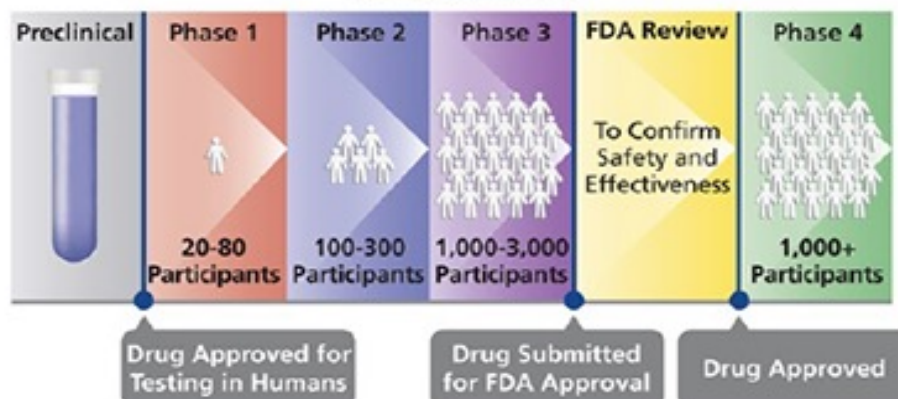 Preclinical
Phase 1
Phase 2
Phase 3
FDA Review
Phase 4
To Confirm
Safety and
Effectiveness
20-80
Participants
100-300
Participants
1,000-3,000
Participants
1,000+
Participants
Drug Approved for
Testing in Humans
Drug Submitted
for FDA Approval
Drug Approved